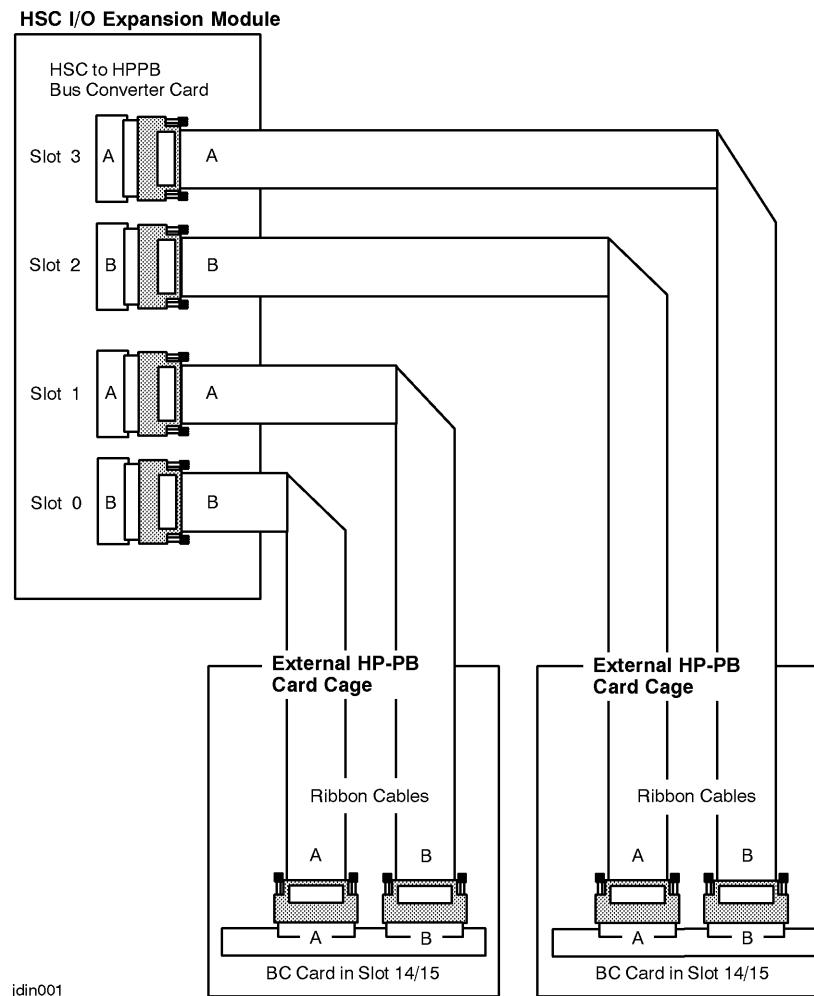 HSC I/O Expansion Module
HSC to HPPB
Bus Converter Card
Slot 3 A A
Slot 2 B B
Slot 1 A A
Slot 0 B B
External HP-PB
Card Cage
External HP-PB
Card Cage
Ribbon Cables
Ribbon Cables
A B
A B
A B
A B
BC Card in Slot 14/15
BC Card in Slot 14/15
idin001